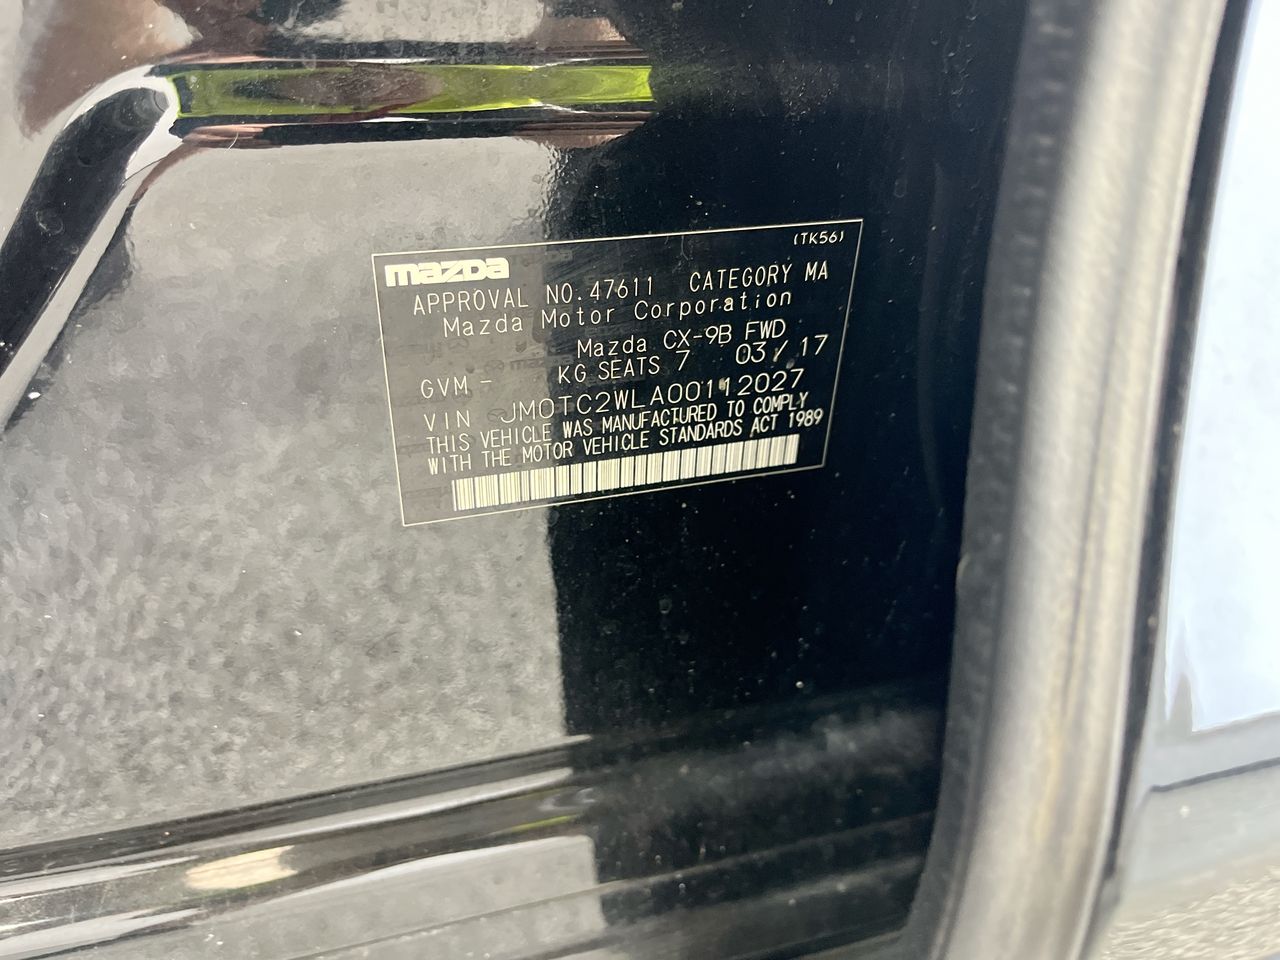 (TK56)
mazda
APPROVAL NO.47611 CATEGORY MA
Mazda Motor Corporation
Mazda CX-9B FWD
GVM - KG SEATS 7 03/17
VIN JM0TC2WLA00112027
THIS VEHICLE WAS MANUFACTURED TO COMPLY
WITH THE MOTOR VEHICLE STANDARDS ACT 1989